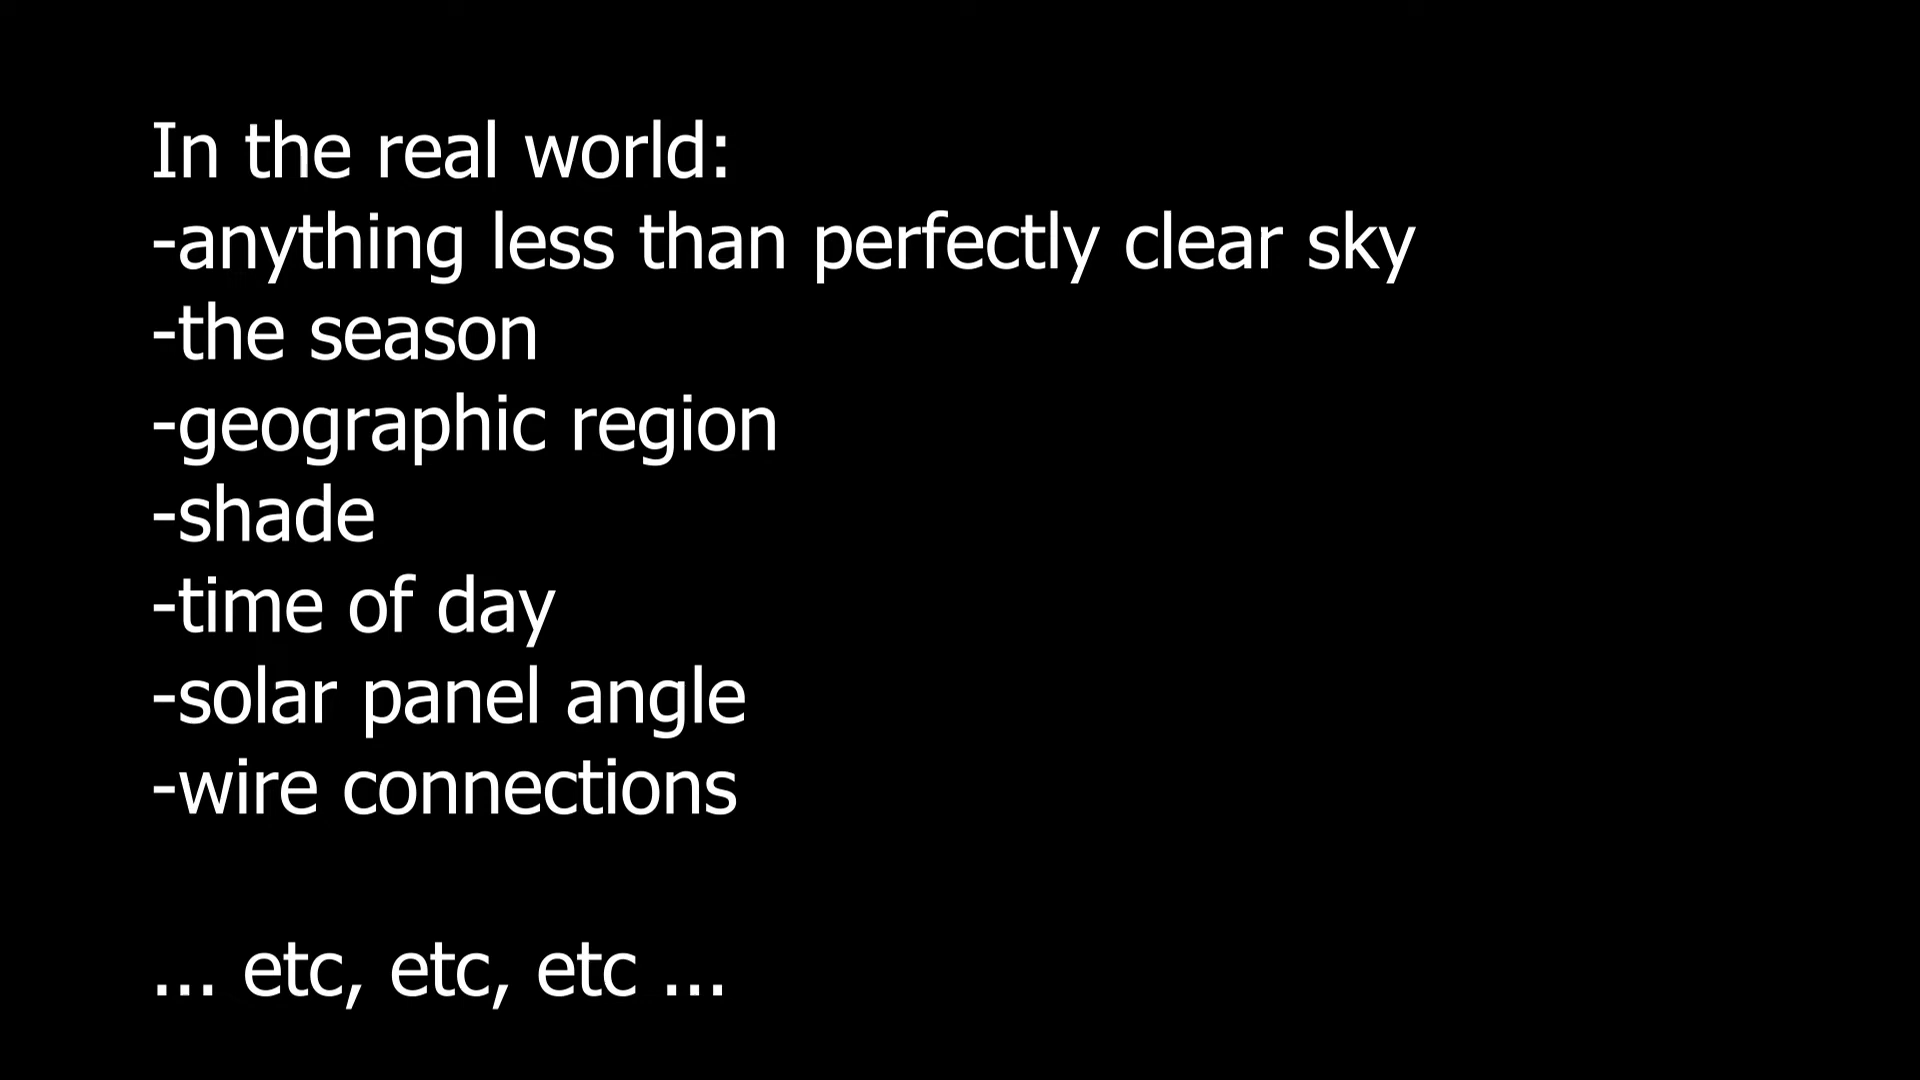 In the real world:
-anything less than perfectly clear sky
-the season
-geographic region
-shade
-time of day
-solar panel angle
-wire connections
... etc, etc, etc ...